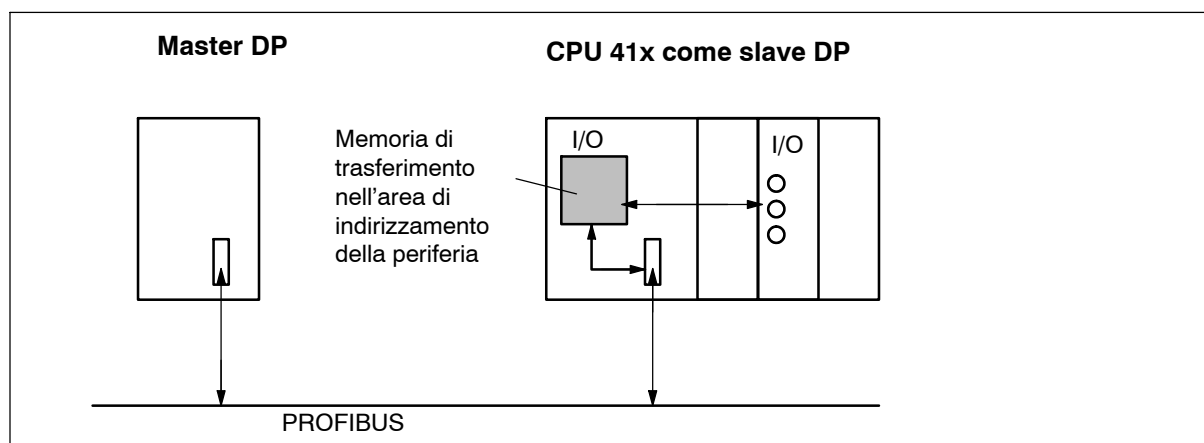 Master DP
CPU 41x come slave DP
Memoria di
trasferimento
nell'area di
indirizzamento
della periferia
I/O
I/O
PROFIBUS